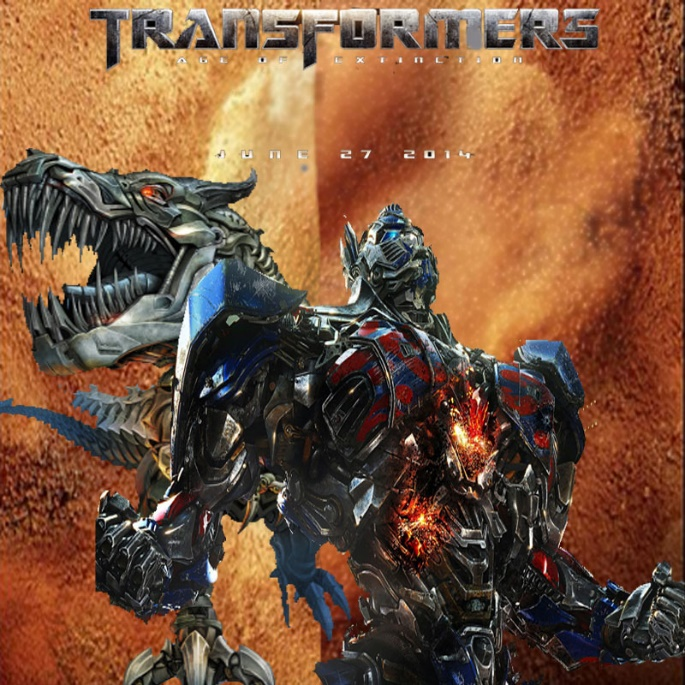 TRANSFORMERS
AGE OF EXTINCTION
JUNE 27 2014